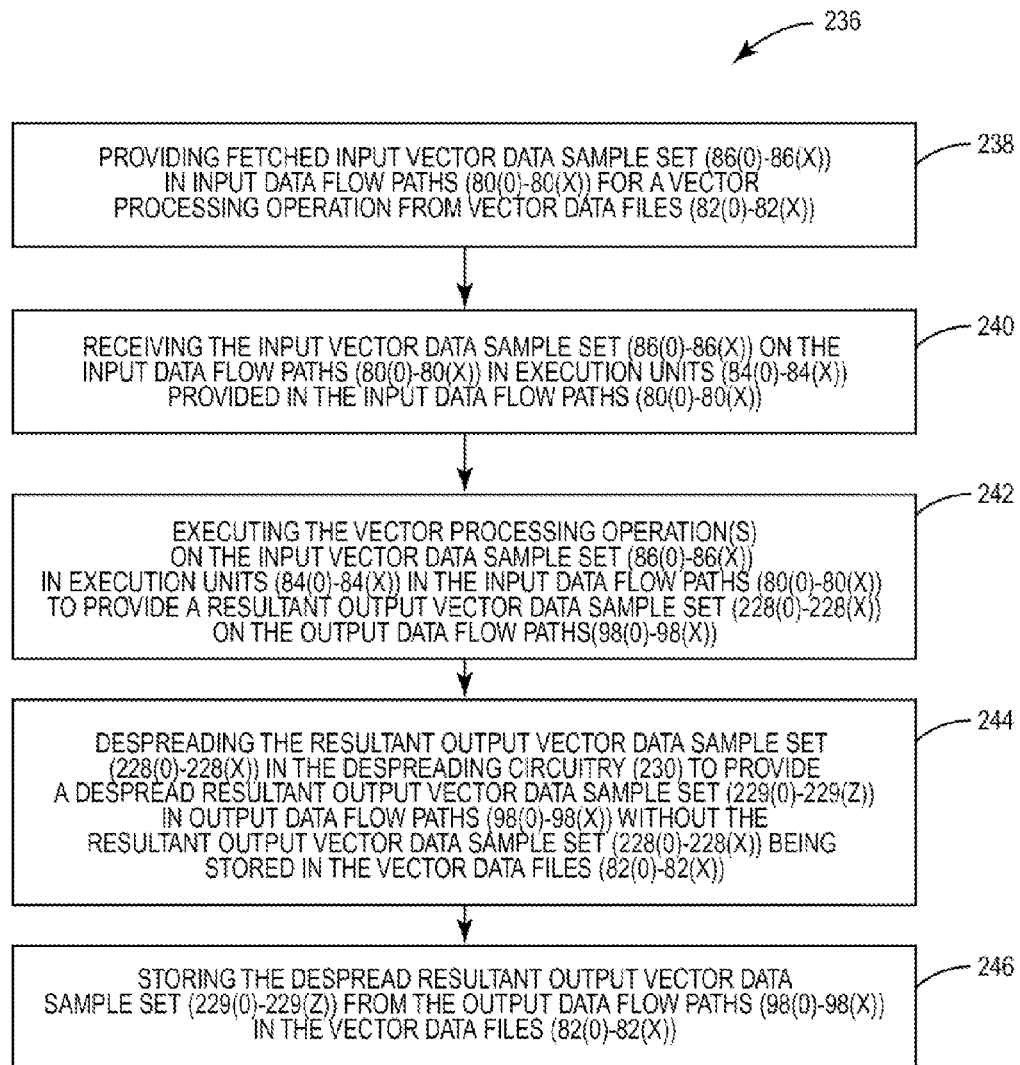 236
PROVIDING FETCHED INPUT VECTOR DATA SAMPLE SET (86(0)-86(X))
IN INPUT DATA FLOW PATHS (80(0)-80(X)) FOR A VECTOR
PROCESSING OPERATION FROM VECTOR DATA FILES (82(0)-82(X))
238
RECEIVING THE INPUT VECTOR DATA SAMPLE SET (86(0)-86(X)) ON THE
INPUT DATA FLOW PATHS (80(0)-80(X)) IN EXECUTION UNITS (84(0)-84(X))
PROVIDED IN THE INPUT DATA FLOW PATHS (80(0)-80(X))
240
EXECUTING THE VECTOR PROCESSING OPERATION(S)
ON THE INPUT VECTOR DATA SAMPLE SET (86(0)-86(X))
IN EXECUTION UNITS (84(0)-84(X)) IN THE INPUT DATA FLOW PATHS (80(0)-80(X))
TO PROVIDE A RESULTANT OUTPUT VECTOR DATA SAMPLE SET (228(0)-228(X))
ON THE OUTPUT DATA FLOW PATHS(98(0)-98(X))
242
DESPREADING THE RESULTANT OUTPUT VECTOR DATA SAMPLE SET
(228(0)-228(X)) IN THE DESPREADING CIRCUITRY (230) TO PROVIDE
A DESPREAD RESULTANT OUTPUT VECTOR DATA SAMPLE SET (229(0)-229(Z))
IN OUTPUT DATA FLOW PATHS (98(0)-98(X)) WITHOUT THE
RESULTANT OUTPUT VECTOR DATA SAMPLE SET (228(0)-228(X)) BEING
STORED IN THE VECTOR DATA FILES (82(0)-82(X))
244
STORING THE DESPREAD RESULTANT OUTPUT VECTOR DATA
SAMPLE SET (229(0)-229(Z)) FROM THE OUTPUT DATA FLOW PATHS (98(0)-98(X))
IN THE VECTOR DATA FILES (82(0)-82(X))
246